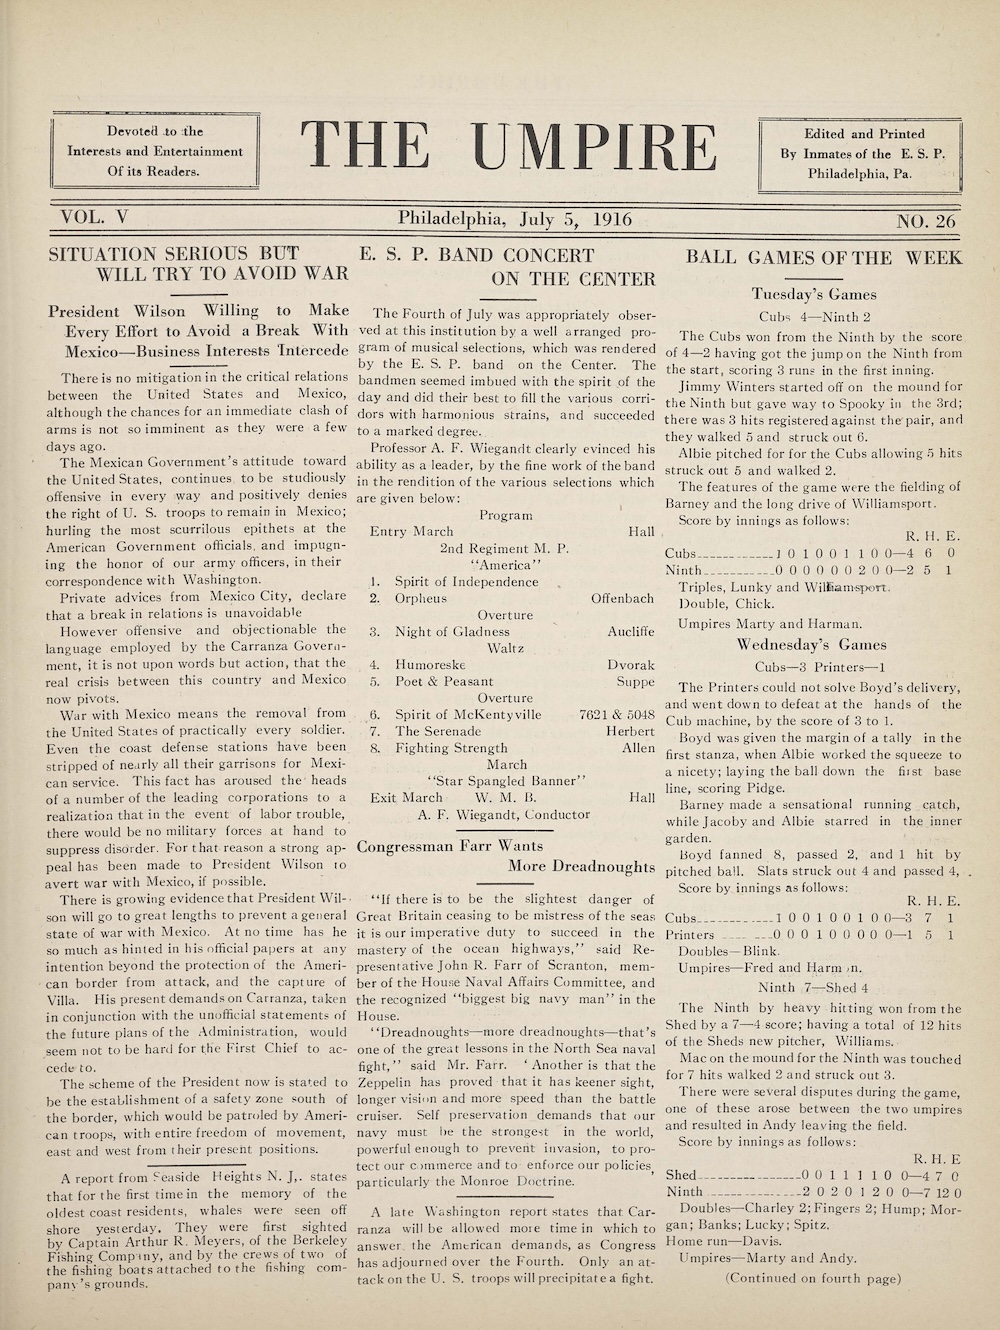 Devoted to the
Interests and Entertainment
Of its Readers.
THE UMPIRE
Edited and Printed
By Inmates of the E. S. P.
Philadelphia, Pa.
VOL. V
Philadelphia, July 5, 1916
NO. 26
SITUATION SERIOUS BUT
WILL TRY TO AVOID WAR
President Wilson Willing to Make
Every Effort to Avoid a Break With
Mexico—Business Interests Intercede
There is no mitigation in the critical relations
between the United States and Mexico,
although the chances for an immediate clash of
arms is not so imminent as they were a few
days ago.
The Mexican Government's attitude toward
the United States, continues to be studiously
offensive in every way and positively denies
the right of U. S. troops to remain in Mexico;
hurling the most scurrilous epithets at the
American Government officials, and impugn-
ing the honor of our army officers, in their
correspondence with Washington.
Private advices from Mexico City, declare
that a break in relations is unavoidable
However offensive and objectionable the
language employed by the Carranza Govern-
ment, it is not upon words but action, that the
real crisis between this country and Mexico
now pivots.
War with Mexico means the removal from
the United States of practically every soldier.
Even the coast defense stations have been
stripped of nearly all their garrisons for Mexi-
can service. This fact has aroused the heads
of a number of the leading corporations to a
realization that in the event of labor trouble,
there would be no military forces at hand to
suppress disorder. For that reason a strong ap-
peal has been made to President Wilson to
avert war with Mexico, if possible.
There is growing evidence that President Wil-
son will go to great lengths to prevent a general
state of war with Mexico. At no time has he
so much as hinted in his official papers at any
intention beyond the protection of the Ameri-
can border from attack, and the capture of
Villa. His present demands on Carranza, taken
in conjunction with the unofficial statements of
the future plans of the Administration, would
seem not to be hard for the First Chief to ac-
cede to.
The scheme of the President now is stated to
be the establishment of a safety zone south of
the border, which would be patroled by Ameri-
can troops, with entire freedom of movement,
east and west from their present positions.
A report from Seaside Heights N. J,. states
that for the first time in the memory of the
oldest coast residents, whales were seen off
shore yesterday. They were first sighted
by Captain Arthur R. Meyers, of the Berkeley
Fishing Company, and by the crews of two of
the fishing boats attached to the fishing com-
pany's grounds.
E. S. P. BAND CONCERT
ON THE CENTER
The Fourth of July was appropriately obser-
ved at this institution by a well arranged pro-
gram of musical selections, which was rendered
by the E. S. P. band on the Center. The
bandmen seemed imbued with the spirit of the
day and did their best to fill the various corri-
dors with harmonious strains, and succeeded
to a marked degree.
Professor A. F. Wiegandt clearly evinced his
ability as a leader, by the fine work of the band
in the rendition of the various selections which
are given below:
Program
Entry March Hall
2nd Regiment M. P.
"America"
1. Spirit of Independence
2. Orpheus Offenbach
Overture
3. Night of Gladness Aucliffe
Waltz
4. Humoreske Dvorak
5. Poet & Peasant Suppe
Overture
6. Spirit of McKentyville 7621 & 5048
7. The Serenade Herbert
8. Fighting Strength Allen
March
"Star Spangled Banner"
Exit March W. M. B. Hall
A. F. Wiegandt, Conductor
Congressman Farr Wants
More Dreadnoughts
"If there is to be the slightest danger of
Great Britain ceasing to be mistress of the seas
it is our imperative duty to succeed in the
mastery of the ocean highways," said Re-
presentative John R. Farr of Scranton, mem-
ber of the House Naval Affairs Committee, and
the recognized "biggest big navy man" in the
House.
"Dreadnoughts—more dreadnoughts—that's
one of the great lessons in the North Sea naval
fight," said Mr. Farr. ' Another is that the
Zeppelin has proved that it has keener sight,
longer vision and more speed than the battle
cruiser. Self preservation demands that our
navy must be the strongest in the world,
powerful enough to prevent invasion, to pro-
tect our commerce and to enforce our policies,
particularly the Monroe Doctrine.
A late Washington report states that Car-
ranza will be allowed more time in which to
answer the American demands, as Congress
has adjourned over the Fourth. Only an at-
tack on the U. S. troops will precipitate a fight.
BALL GAMES OF THE WEEK
Tuesday's Games
Cubs 4—Ninth 2
The Cubs won from the Ninth by the score
of 4—2 having got the jump on the Ninth from
the start, scoring 3 runs in the first inning.
Jimmy Winters started off on the mound for
the Ninth but gave way to Spooky in the 3rd;
there was 3 hits registered against the pair, and
they walked 5 and struck out 6.
Albie pitched for for the Cubs allowing 5 hits
struck out 5 and walked 2.
The features of the game were the fielding of
Barney and the long drive of Williamsport.
Score by innings as follows:
R. H. E.
Cubs------------1 0 1 0 0 1 1 0 0—4 6 0
Ninth-----------0 0 0 0 0 0 2 0 0—2 5 1
Triples, Lunky and Williamsport.
Double, Chick.
Umpires Marty and Harman.
Wednesday's Games
Cubs—3 Printers—1
The Printers could not solve Boyd's delivery,
and went down to defeat at the hands of the
Cub machine, by the score of 3 to 1.
Boyd was given the margin of a tally in the
first stanza, when Albie worked the squeeze to
a nicety; laying the ball down the first base
line, scoring Pidge.
Barney made a sensational running catch,
while Jacoby and Albie starred in the inner
garden.
Boyd fanned 8, passed 2, and 1 hit by
pitched ball. Slats struck out 4 and passed 4,
Score by innings as follows:
R. H. E.
Cubs------------1 0 0 1 0 0 1 0 0—3 7 1
Printers -------0 0 0 1 0 0 0 0 0—1 5 1
Doubles—Blink.
Umpires—Fred and Harman.
Ninth 7—Shed 4
The Ninth by heavy hitting won from the
Shed by a 7—4 score; having a total of 12 hits
of the Sheds new pitcher, Williams.
Mac on the mound for the Ninth was touched
for 7 hits walked 2 and struck out 3.
There were several disputes during the game,
one of these arose between the two umpires
and resulted in Andy leaving the field.
Score by innings as follows:
R. H. E
Shed----------------0 0 1 1 1 1 0 0—4 7 0
Ninth --------------2 0 2 0 1 2 0 0—7 12 0
Doubles—Charley 2; Fingers 2; Hump; Mor-
gan; Banks; Lucky; Spitz.
Home run—Davis.
Umpires—Marty and Andy.
(Continued on fourth page)